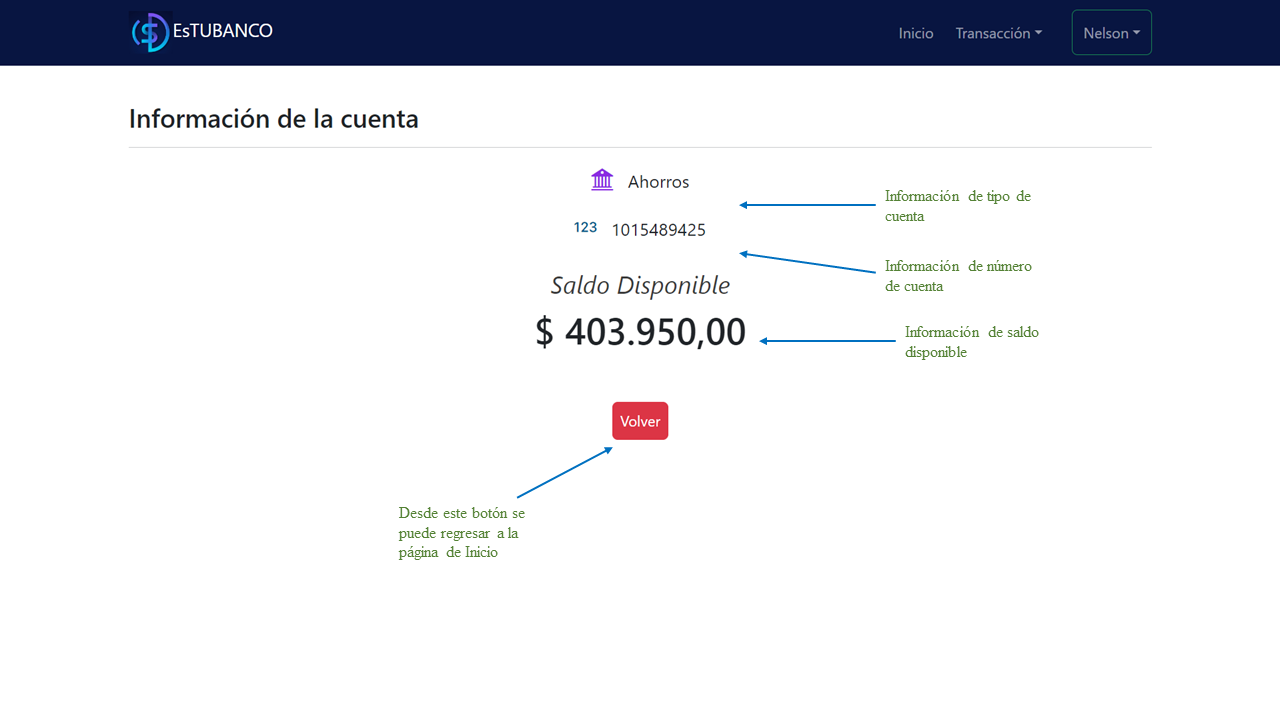 EsTUBANCO
Inicio
Transacción
Nelson
Información de la cuenta
Ahorros
Información de tipo de
cuenta
123 1015489425
Información de número
de cuenta
Saldo Disponible
$ 403.950,00
Información de saldo
disponible
Volver
Desde este botón se
puede regresar a la
página de Inicio